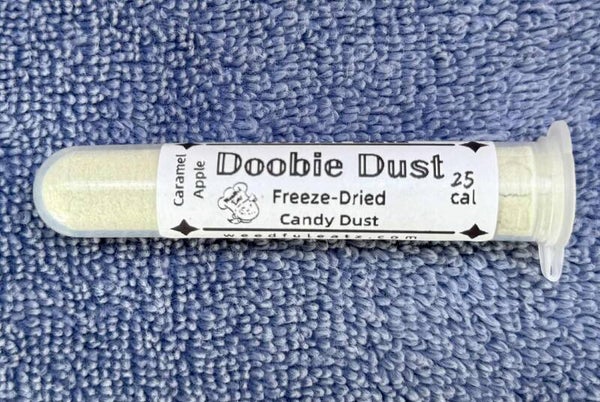 Caramel
Apple
Doobie Dust
Freeze-Dried
Candy Dust
25
cal
weedfuleatz.com